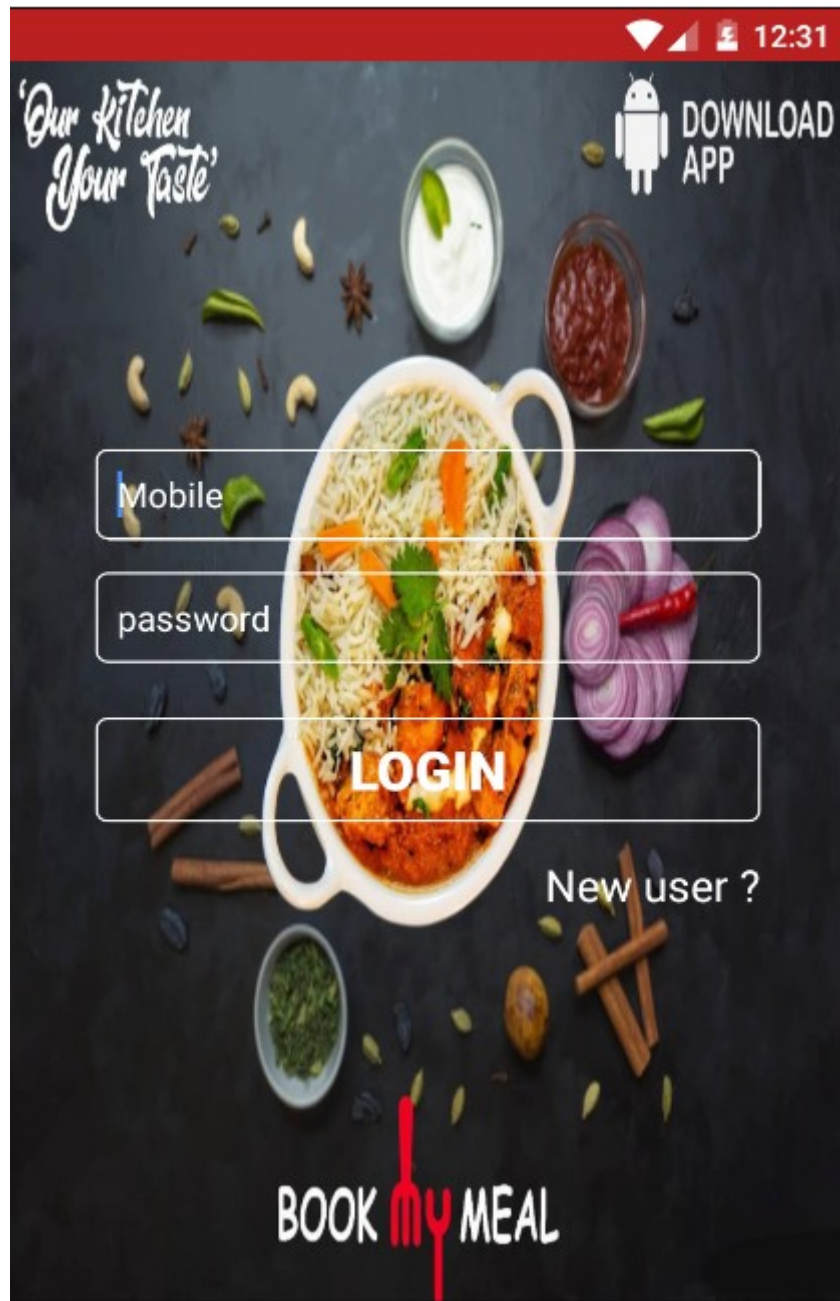 12:31
'Our Kitchen
Your Taste'
DOWNLOAD
APP
Mobile
password
LOGIN
New user ?
BOOK my MEAL